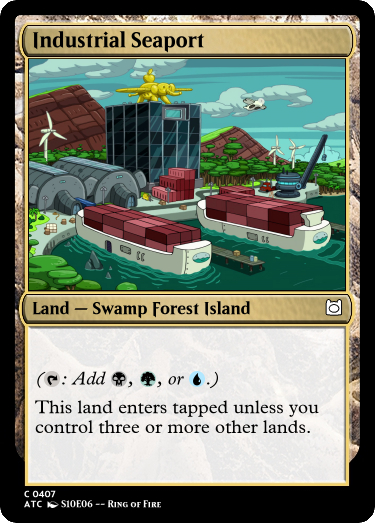 Industrial Seaport
Land — Swamp Forest Island
(: Add , , or .)
This land enters tapped unless you
control three or more other lands.
C 0407
ATC S10E06 -- Ring of Fire